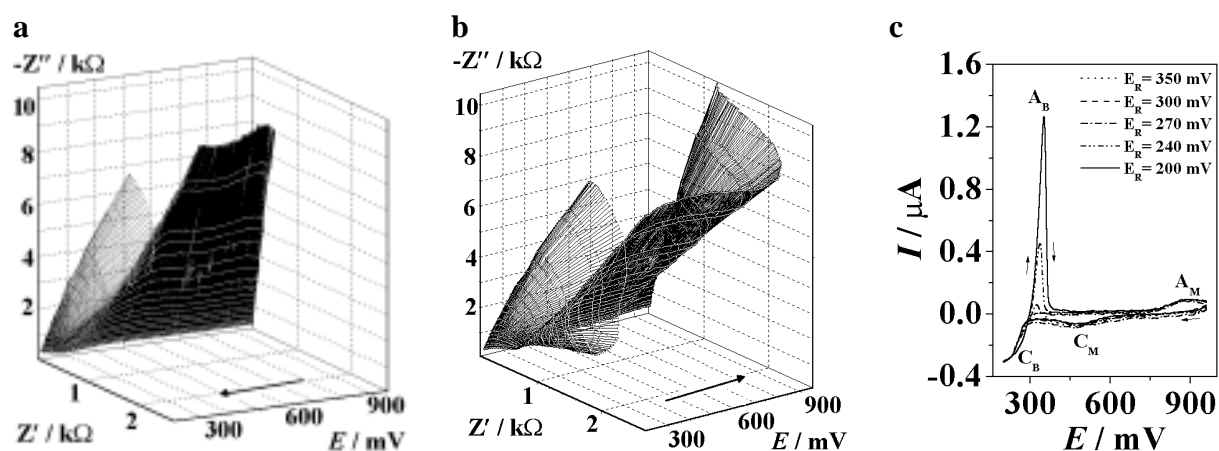 a
-Z″ / kΩ
10
8
6
4
2
1
2
Z′ / kΩ
300
600
900
E / mV
b
-Z″ / kΩ
10
8
6
4
2
1
2
Z′ / kΩ
300
600
900
E / mV
c
1.6
1.2
0.8
0.4
0.0
-0.4
I / μA
E_R= 350 mV
E_R= 300 mV
E_R= 270 mV
E_R= 240 mV
E_R= 200 mV
A_B
A_M
C_B
C_M
300
600
900
E / mV